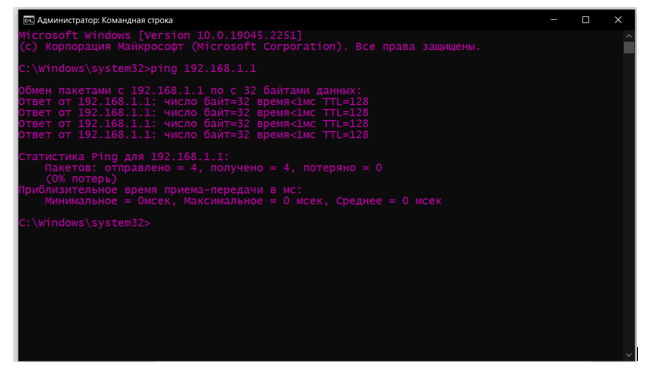 Администратор: Командная строка
Microsoft Windows [Version 10.0.19045.2251]
(c) Корпорация Майкрософт (Microsoft Corporation). Все права защищены.
C:\Windows\system32>ping 192.168.1.1
Обмен пакетами с 192.168.1.1 по с 32 байтами данных:
Ответ от 192.168.1.1: число байт=32 время<1мс TTL=128
Ответ от 192.168.1.1: число байт=32 время<1мс TTL=128
Ответ от 192.168.1.1: число байт=32 время<1мс TTL=128
Ответ от 192.168.1.1: число байт=32 время<1мс TTL=128
Статистика Ping для 192.168.1.1:
Пакетов: отправлено = 4, получено = 4, потеряно = 0
(0% потерь)
Приблизительное время приема-передачи в мс:
Минимальное = 0мсек, Максимальное = 0 мсек, Среднее = 0 мсек
C:\Windows\system32>